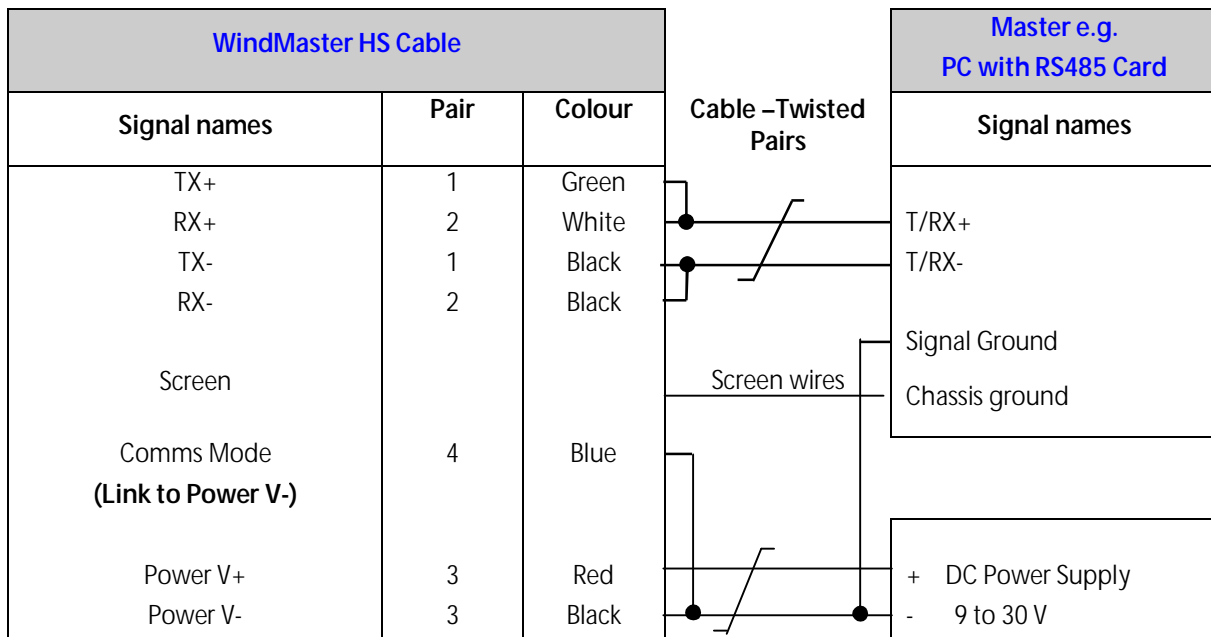 WindMaster HS Cable
Master e.g.
PC with RS485 Card
Signal names Pair Colour Cable –Twisted Pairs Signal names
TX+ 1 Green
RX+ 2 White T/RX+
TX- 1 Black T/RX-
RX- 2 Black
Signal Ground
Screen Screen wires Chassis ground
Comms Mode 4 Blue
(Link to Power V-)
Power V+ 3 Red + DC Power Supply
Power V- 3 Black - 9 to 30 V